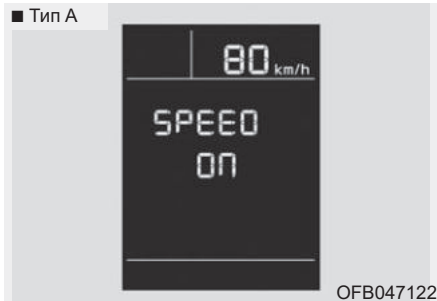 ■ Тип A
80 km/h
SPEED
ON
OFB047122